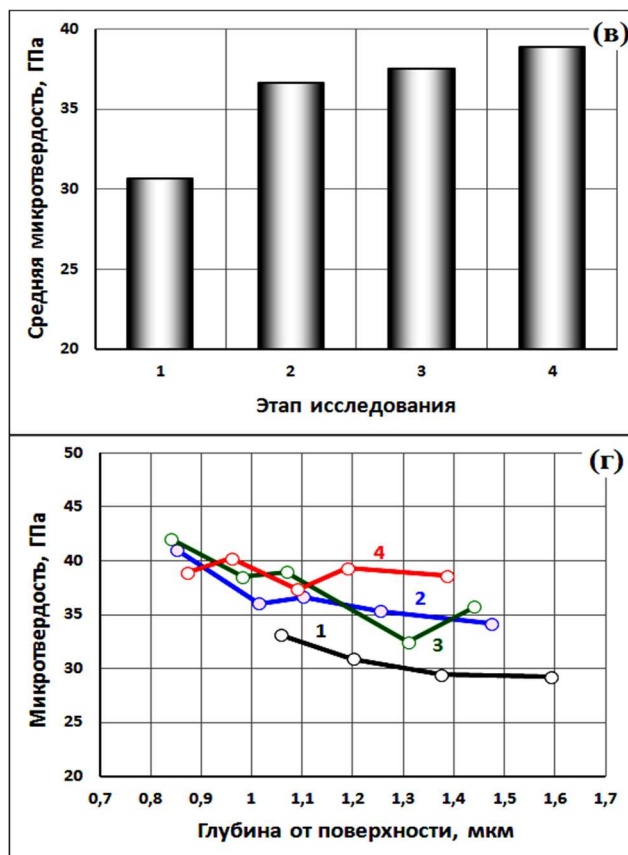 (в)
Средняя микротвердость, ГПа
40
35
30
25
20
1 2 3 4
Этап исследования
(г)
Микротвердость, ГПа
50
45
40
35
30
25
20
4
2
1
3
0,7 0,8 0,9 1 1,1 1,2 1,3 1,4 1,5 1,6 1,7
Глубина от поверхности, мкм